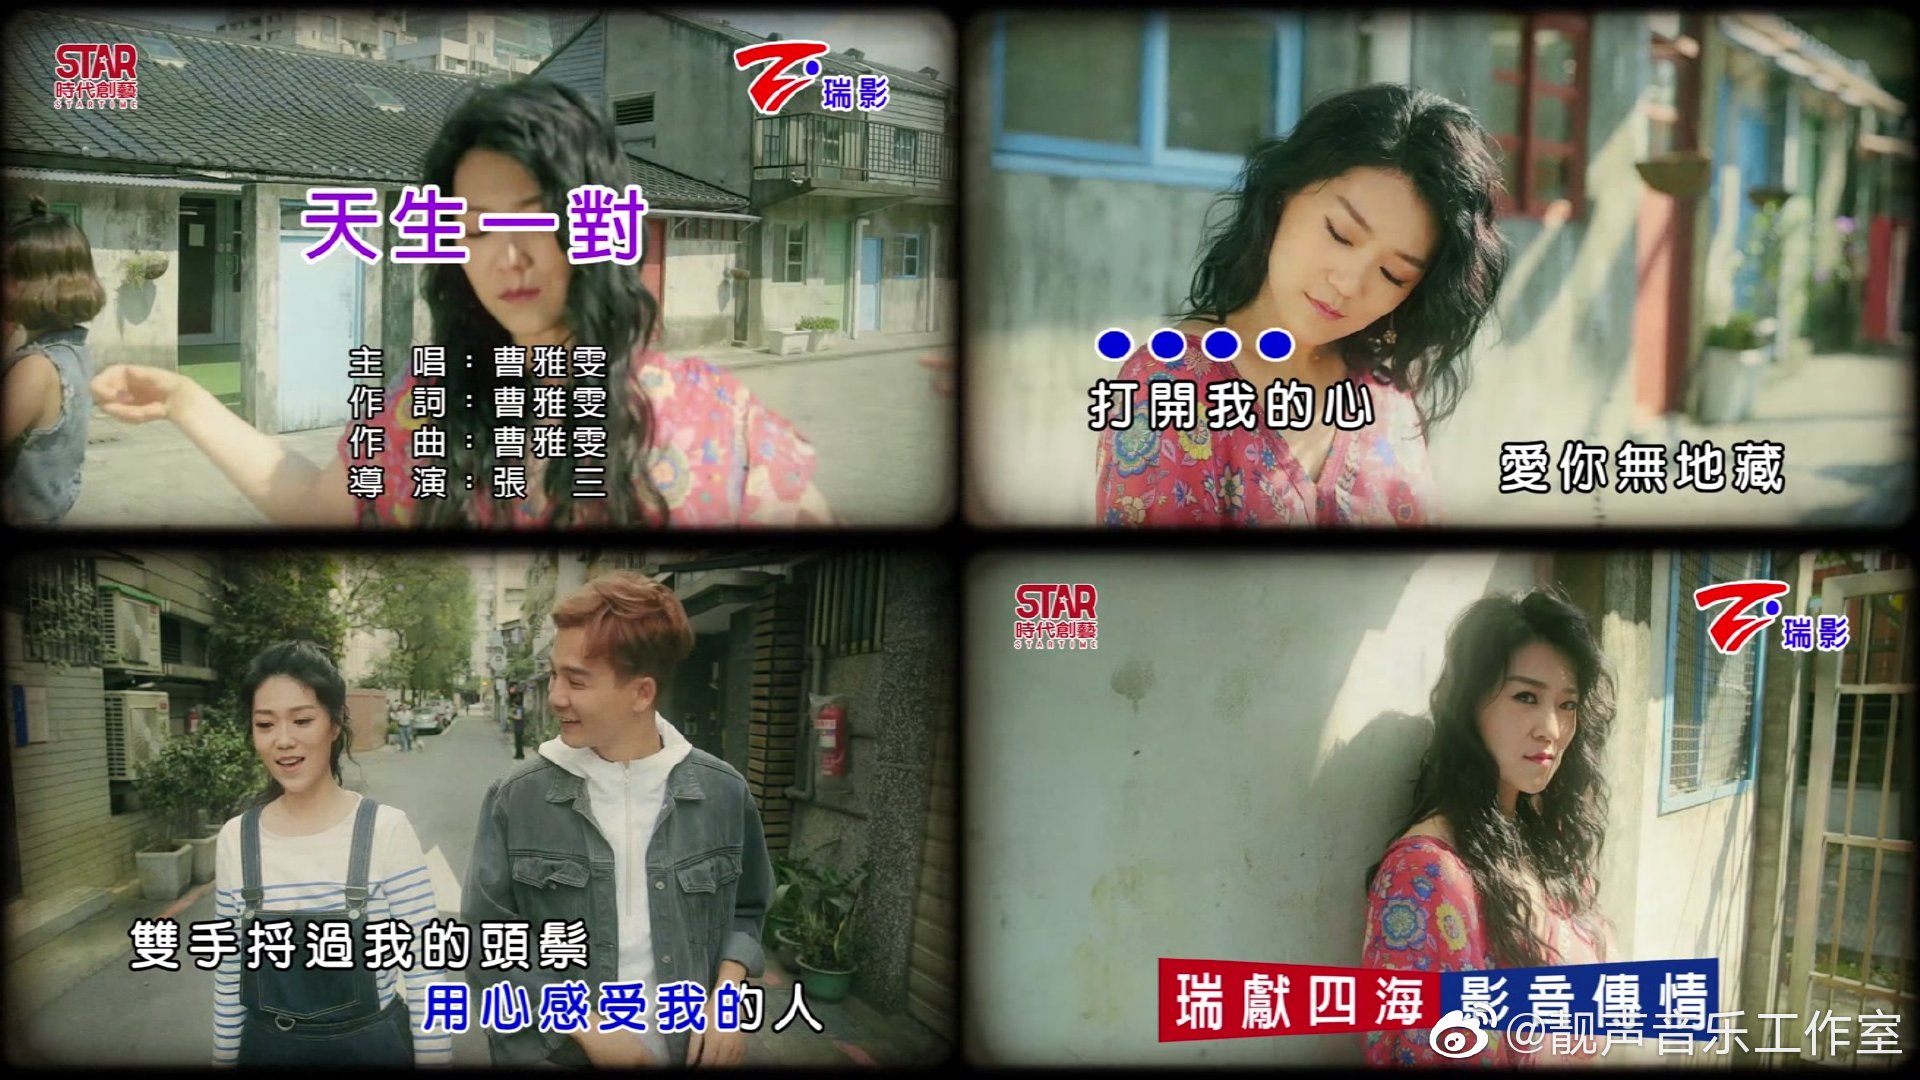 STAR
時代創藝
STARTIME
瑞影
天生一對
主 唱：曹雅雯
作 詞：曹雅雯
作 曲：曹雅雯
導 演：張 三
打開我的心
愛你無地藏
雙手捋過我的頭鬃
用心感受我的人
STAR
時代創藝
STARTIME
瑞影
瑞獻四海 影音傳情
@靓声音乐工作室